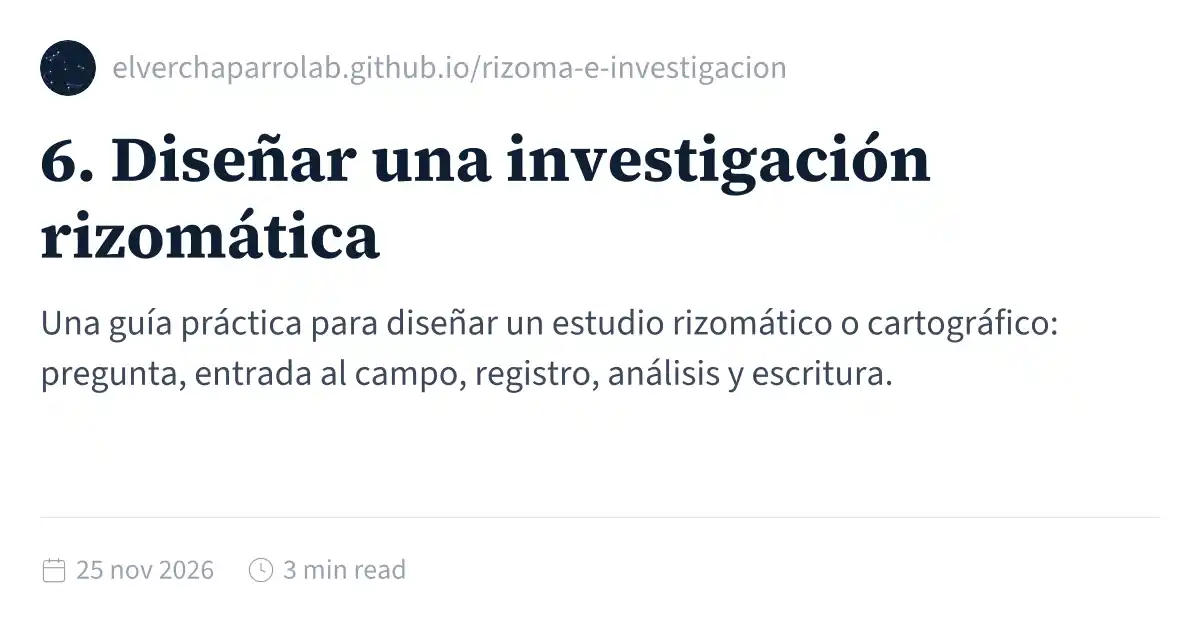 elverchaparrolab.github.io/rizoma-e-investigacion
6. Diseñar una investigación
rizomática
Una guía práctica para diseñar un estudio rizomático o cartográfico:
pregunta, entrada al campo, registro, análisis y escritura.
25 nov 2026 3 min read